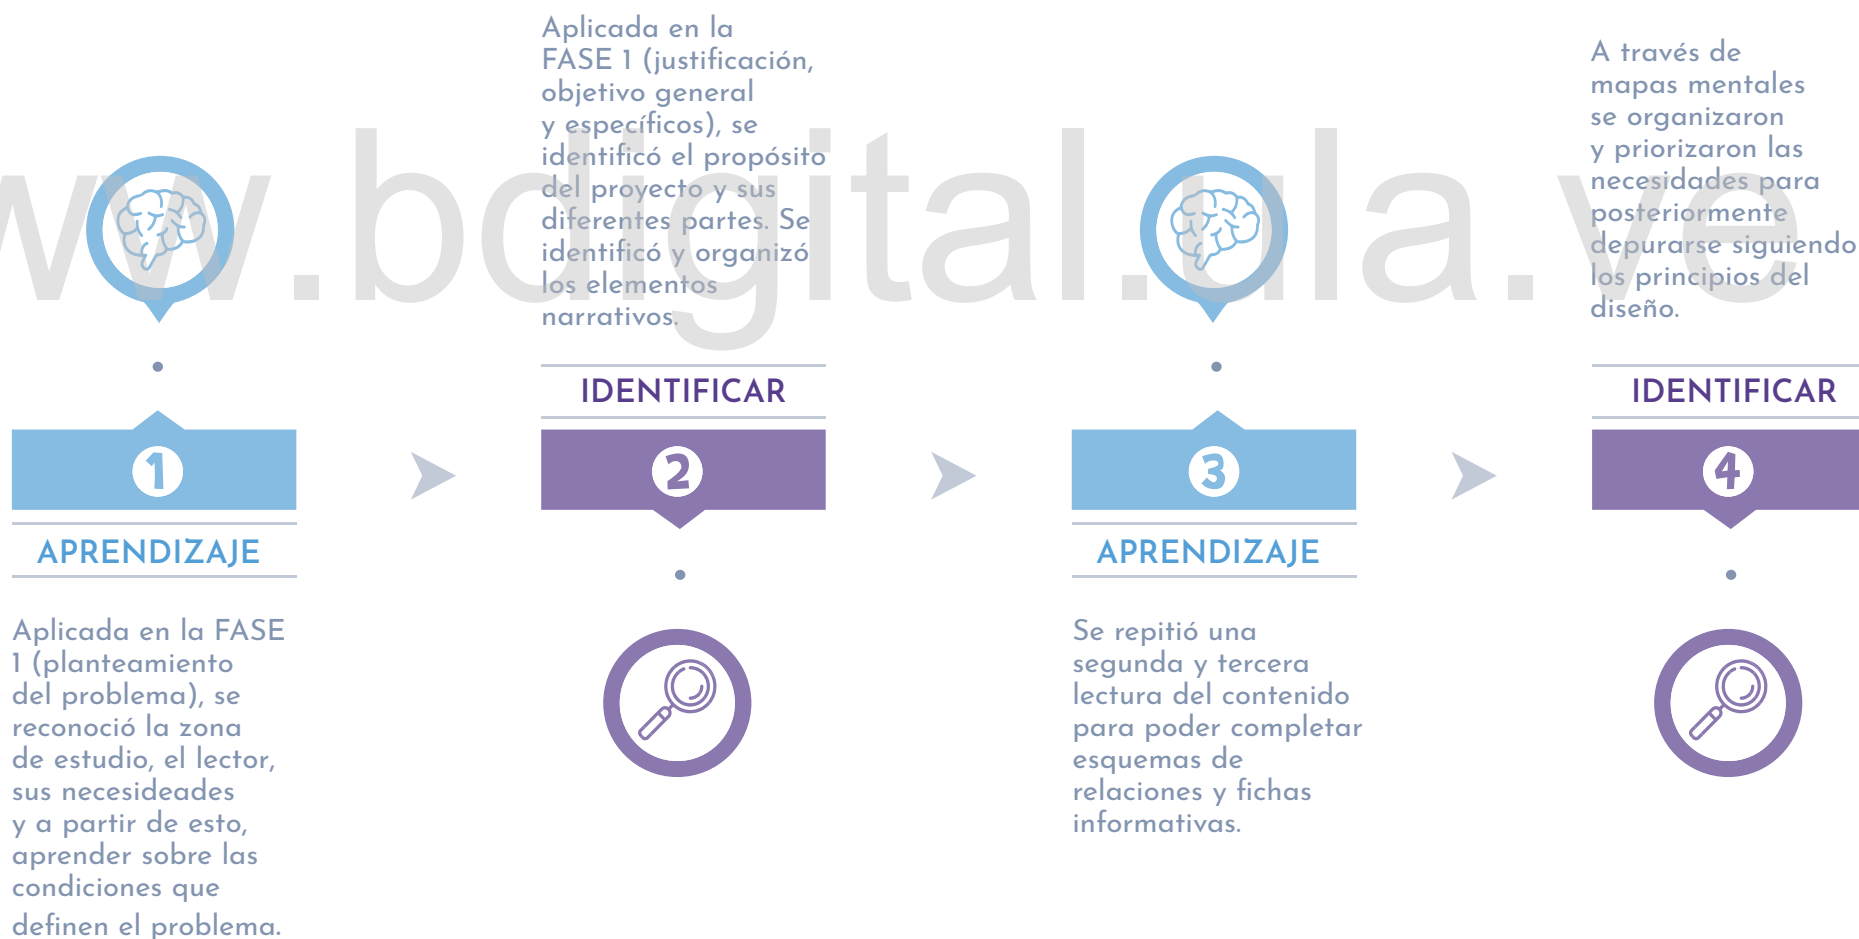 Aplicada en la
FASE 1 (justificación,
objetivo general
y específicos), se
identificó el propósito
del proyecto y sus
diferentes partes. Se
identificó y organizó
los elementos
narrativos.
A través de
mapas mentales
se organizaron
y priorizaron las
necesidades para
posteriormente
depurarse siguiendo
los principios del
diseño.
ww.bdigital.ula.ve
IDENTIFICAR
IDENTIFICAR
1
2
3
4
APRENDIZAJE
APRENDIZAJE
Aplicada en la FASE
1 (planteamiento
del problema), se
reconoció la zona
de estudio, el lector,
sus necesideades
y a partir de esto,
aprender sobre las
condiciones que
definen el problema.
Se repitió una
segunda y tercera
lectura del contenido
para poder completar
esquemas de
relaciones y fichas
informativas.